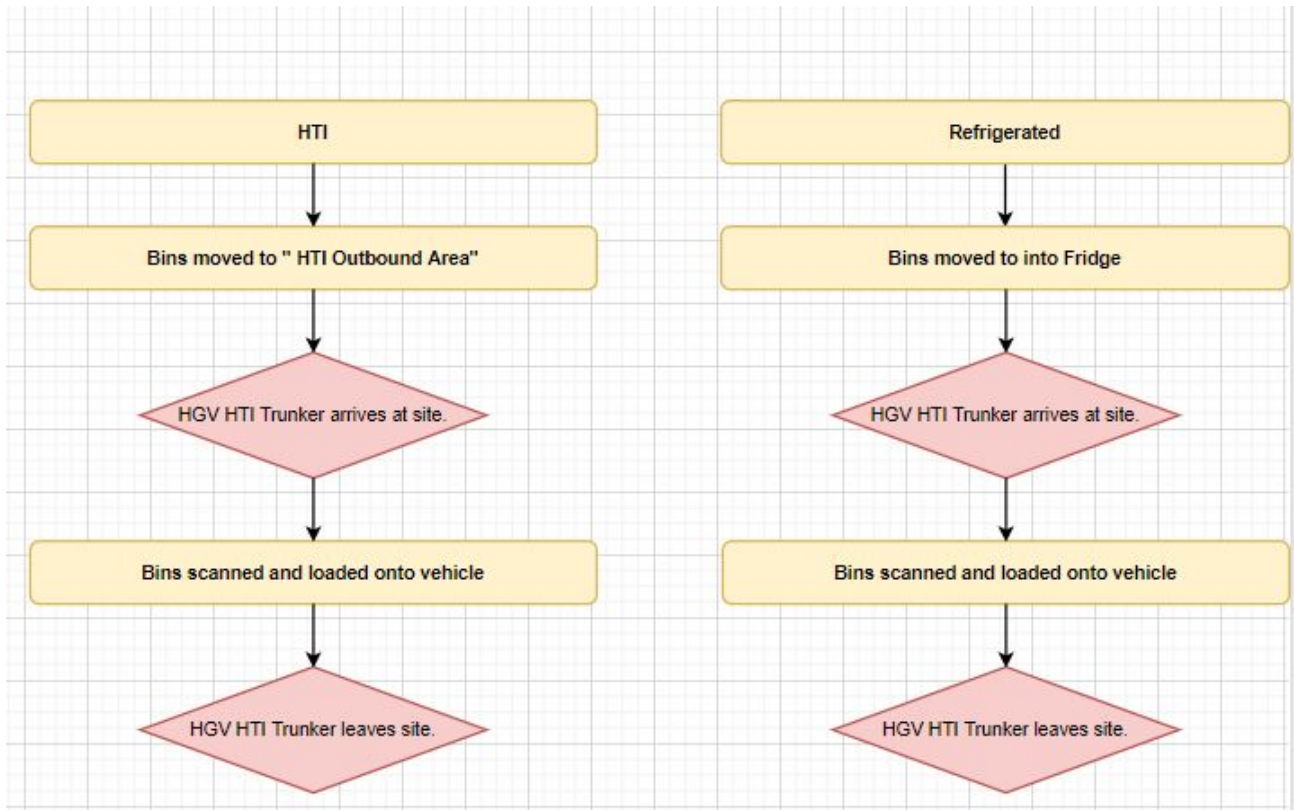 HTI
Bins moved to " HTI Outbound Area"
HGV HTI Trunker arrives at site.
Bins scanned and loaded onto vehicle
HGV HTI Trunker leaves site.
Refrigerated
Bins moved to into Fridge
HGV HTI Trunker arrives at site.
Bins scanned and loaded onto vehicle
HGV HTI Trunker leaves site.